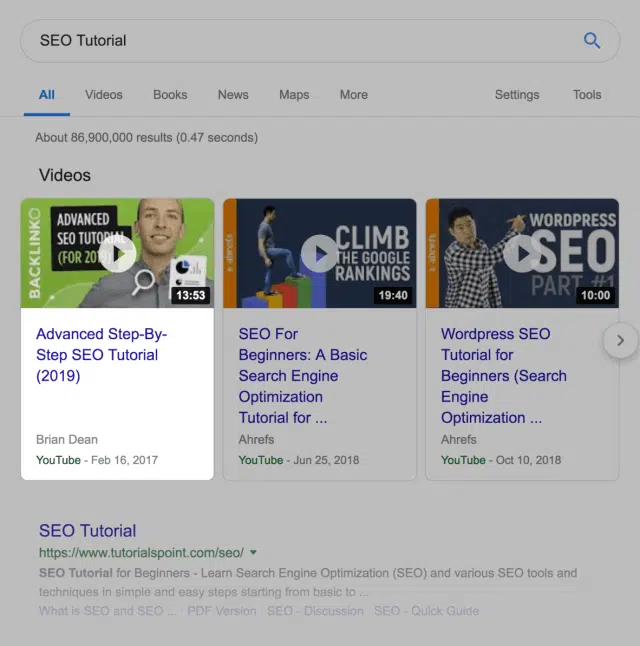 SEO Tutorial
All Videos Books News Maps More Settings Tools
About 86,900,000 results (0.47 seconds)
Videos
BACKLINKO
ADVANCED
SEO TUTORIAL
(FOR 2019)
13:53
ahrefs
CLIMB
THE GOOGLE
RANKINGS
19:40
ahrefs
WORDPRESS
SEO
PART #1
10:00
Advanced Step-By-
Step SEO Tutorial
(2019)
Brian Dean
YouTube - Feb 16, 2017
SEO For
Beginners: A Basic
Search Engine
Optimization
Tutorial for ...
Ahrefs
YouTube - Jun 25, 2018
Wordpress SEO
Tutorial for
Beginners (Search
Engine
Optimization ...
Ahrefs
YouTube - Oct 10, 2018
SEO Tutorial
https://www.tutorialspoint.com/seo/
SEO Tutorial for Beginners - Learn Search Engine Optimization (SEO) and various SEO tools and
techniques in simple and easy steps starting from basic to ...
What is SEO and SEO ... · PDF Version · SEO - Discussion · SEO - Quick Guide